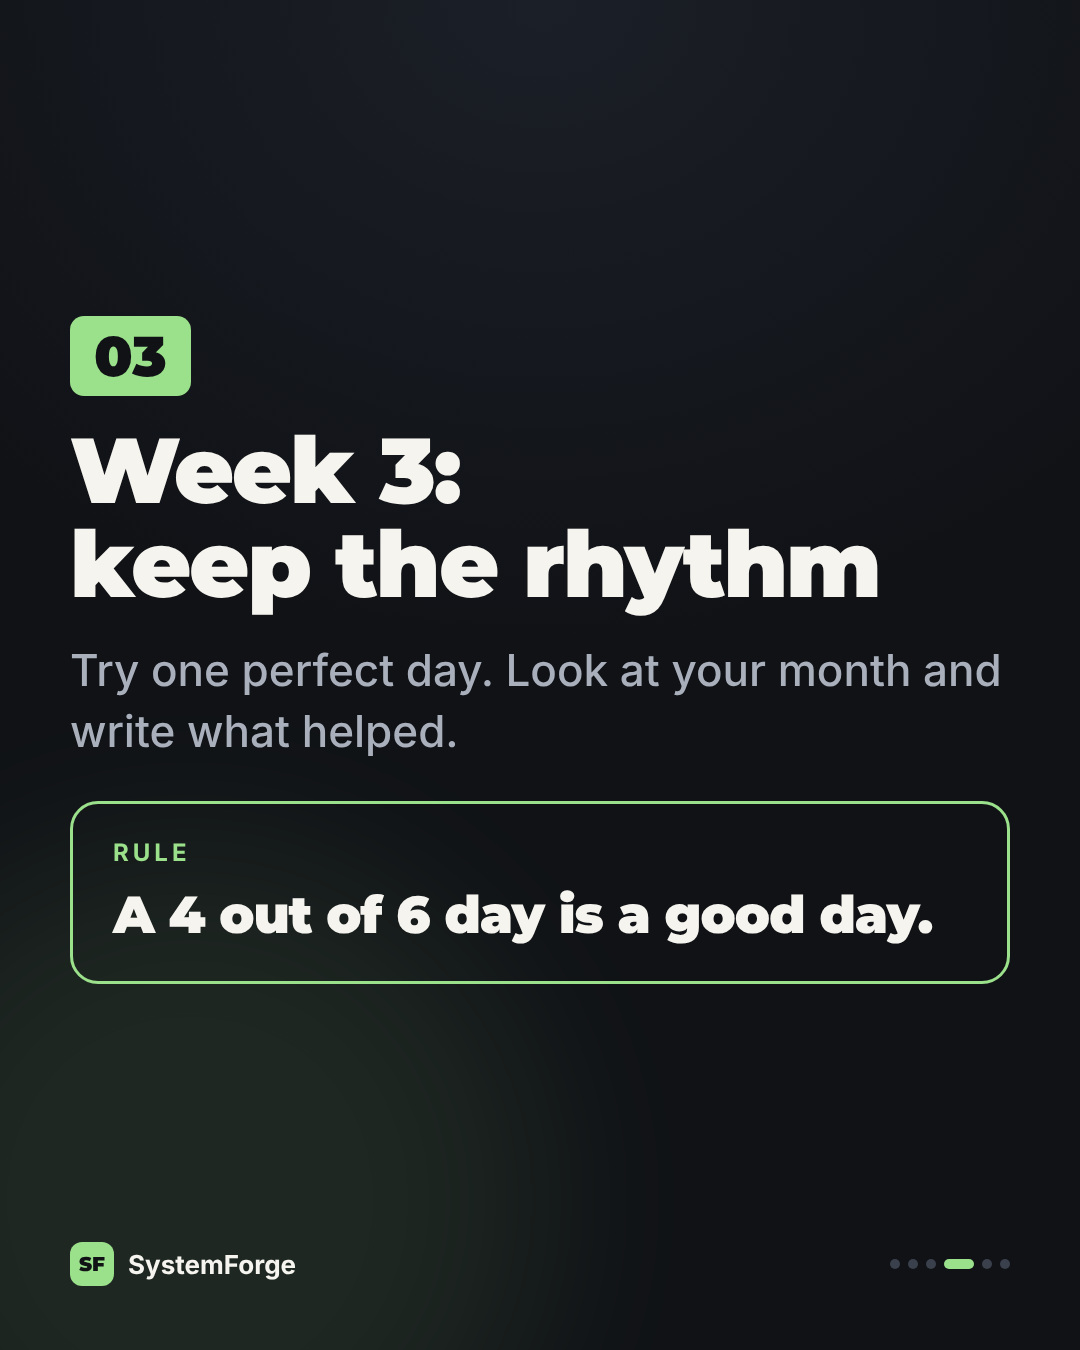 03
Week 3:
keep the rhythm
Try one perfect day. Look at your month and
write what helped.
RULE
A 4 out of 6 day is a good day.
SF SystemForge